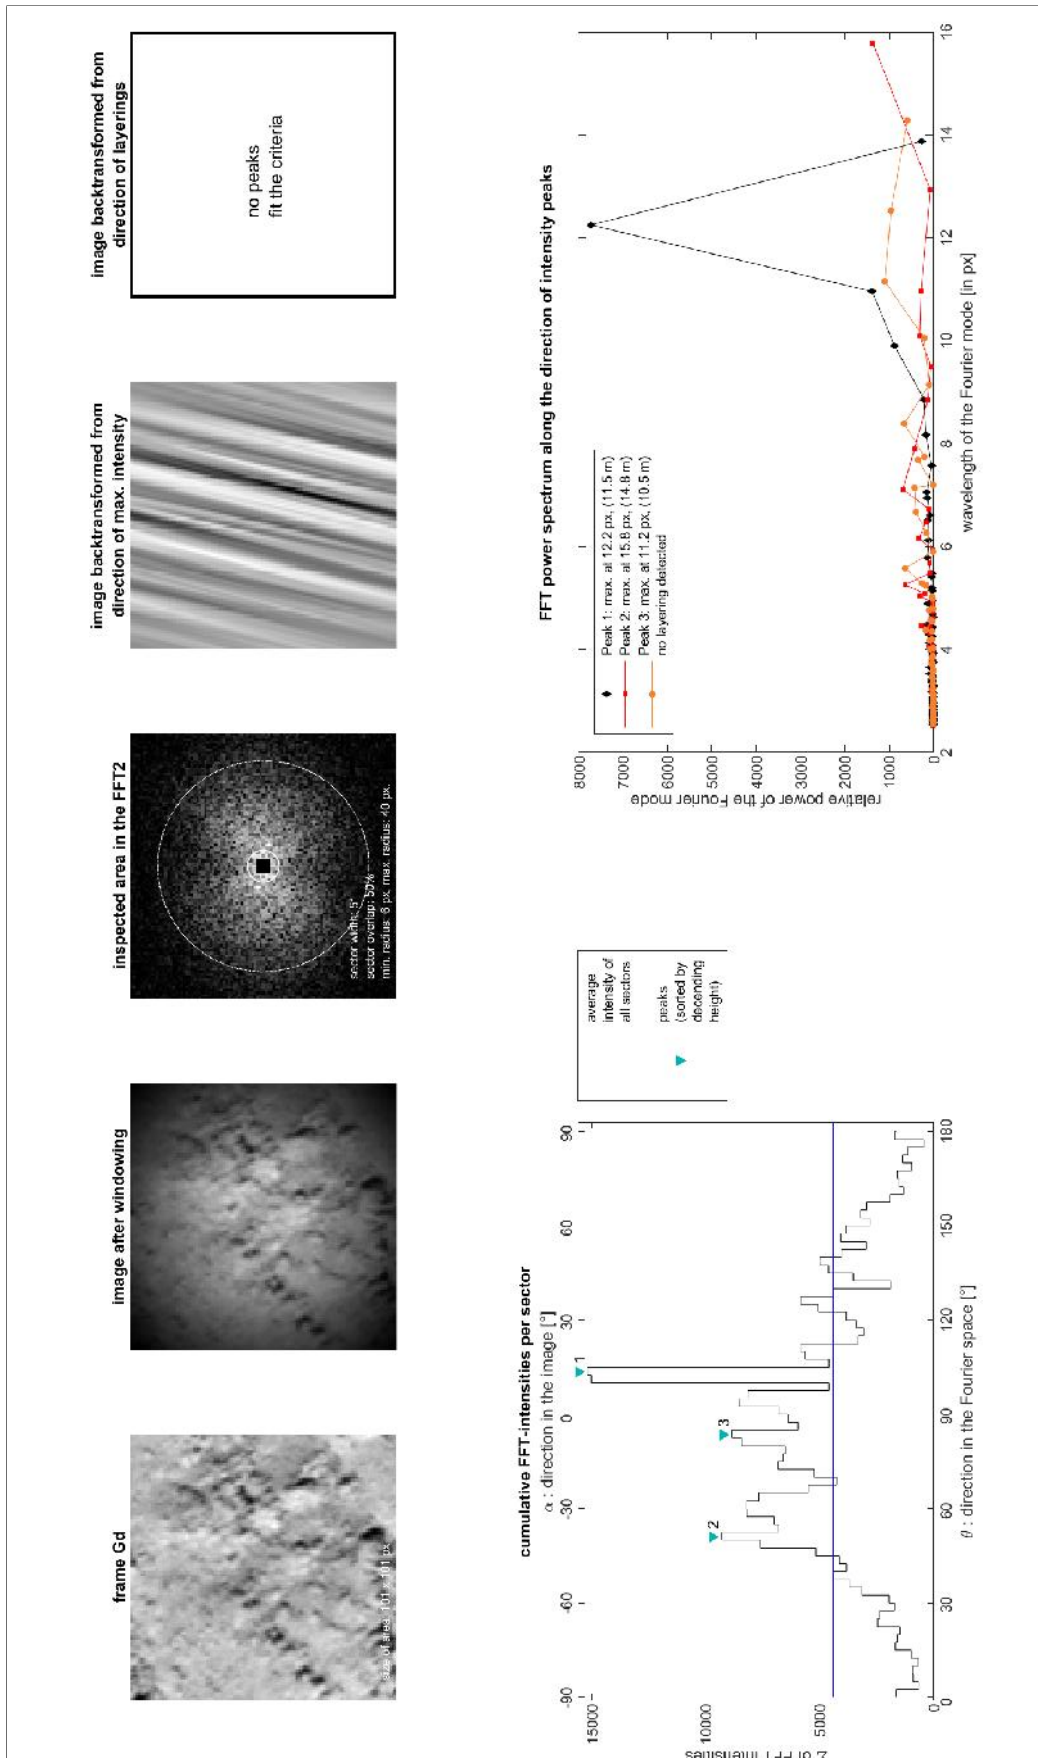 frame Gd
size of area: 101 x 101 px
image after windowing
inspected area in the FFT2
sector width: 5°
sector overlap: 50%
min. radius: 6 px, max. radius: 40 px.
image backtransformed from
direction of max. intensity
image backtransformed from
direction of layerings
no peaks
fit the criteria
cumulative FFT-intensities per sector
α : direction in the image [°]
-90
-60
-30
0
30
60
90
15000
10000
5000
0
Σ of FFT intensities
1
2
3
0
30
60
90
120
150
180
θ : direction in the Fourier space [°]
average
intensity of
all sectors
peaks
(sorted by
decending
height)
FFT power spectrum along the direction of intensity peaks
8000
7000
6000
5000
4000
3000
2000
1000
0
relative power of the Fourier mode
Peak 1: max. at 12.2 px, (11.5 m)
Peak 2: max. at 15.8 px, (14.8 m)
Peak 3: max. at 11.2 px, (10.5 m)
no layering detected
2
4
6
8
10
12
14
16
wavelength of the Fourier mode [in px]